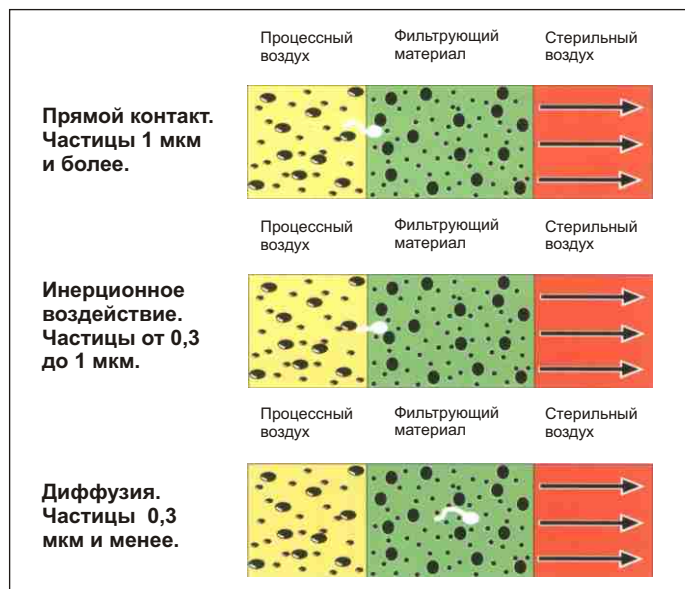 Процессный
воздух
Фильтрующий
материал
Стерильный
воздух
Прямой контакт.
Частицы 1 мкм
и более.
Процессный
воздух
Фильтрующий
материал
Стерильный
воздух
Инерционное
воздействие.
Частицы от 0,3
до 1 мкм.
Процессный
воздух
Фильтрующий
материал
Стерильный
воздух
Диффузия.
Частицы 0,3
мкм и менее.